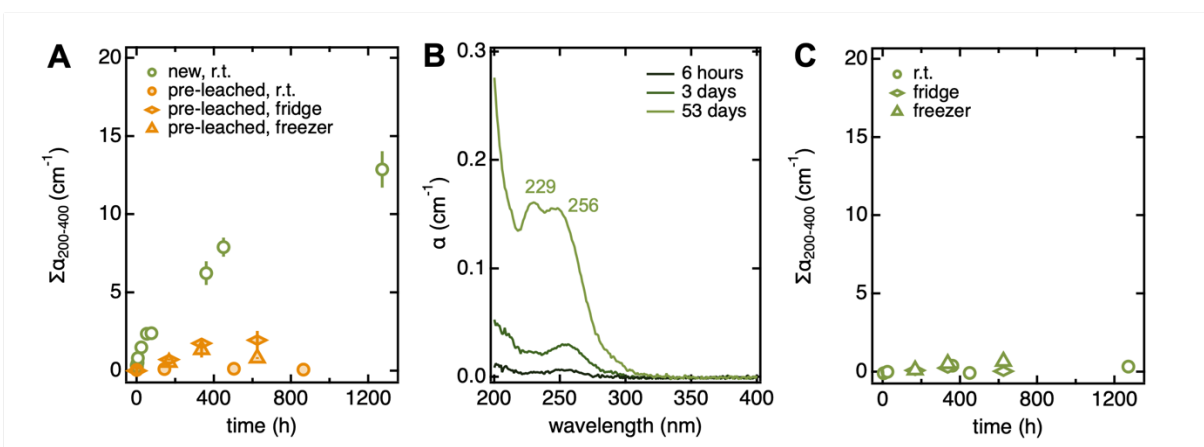 A
20
15
10
5
0
Σα200-400 (cm-1)
new, r.t.
pre-leached, r.t.
pre-leached, fridge
pre-leached, freezer
0
400
800
1200
time (h)
B
0.3
0.2
0.1
0.0
α (cm-1)
6 hours
3 days
53 days
229
256
200
250
300
350
400
wavelength (nm)
C
20
15
10
5
0
Σα200-400 (cm-1)
r.t.
fridge
freezer
0
400
800
1200
time (h)